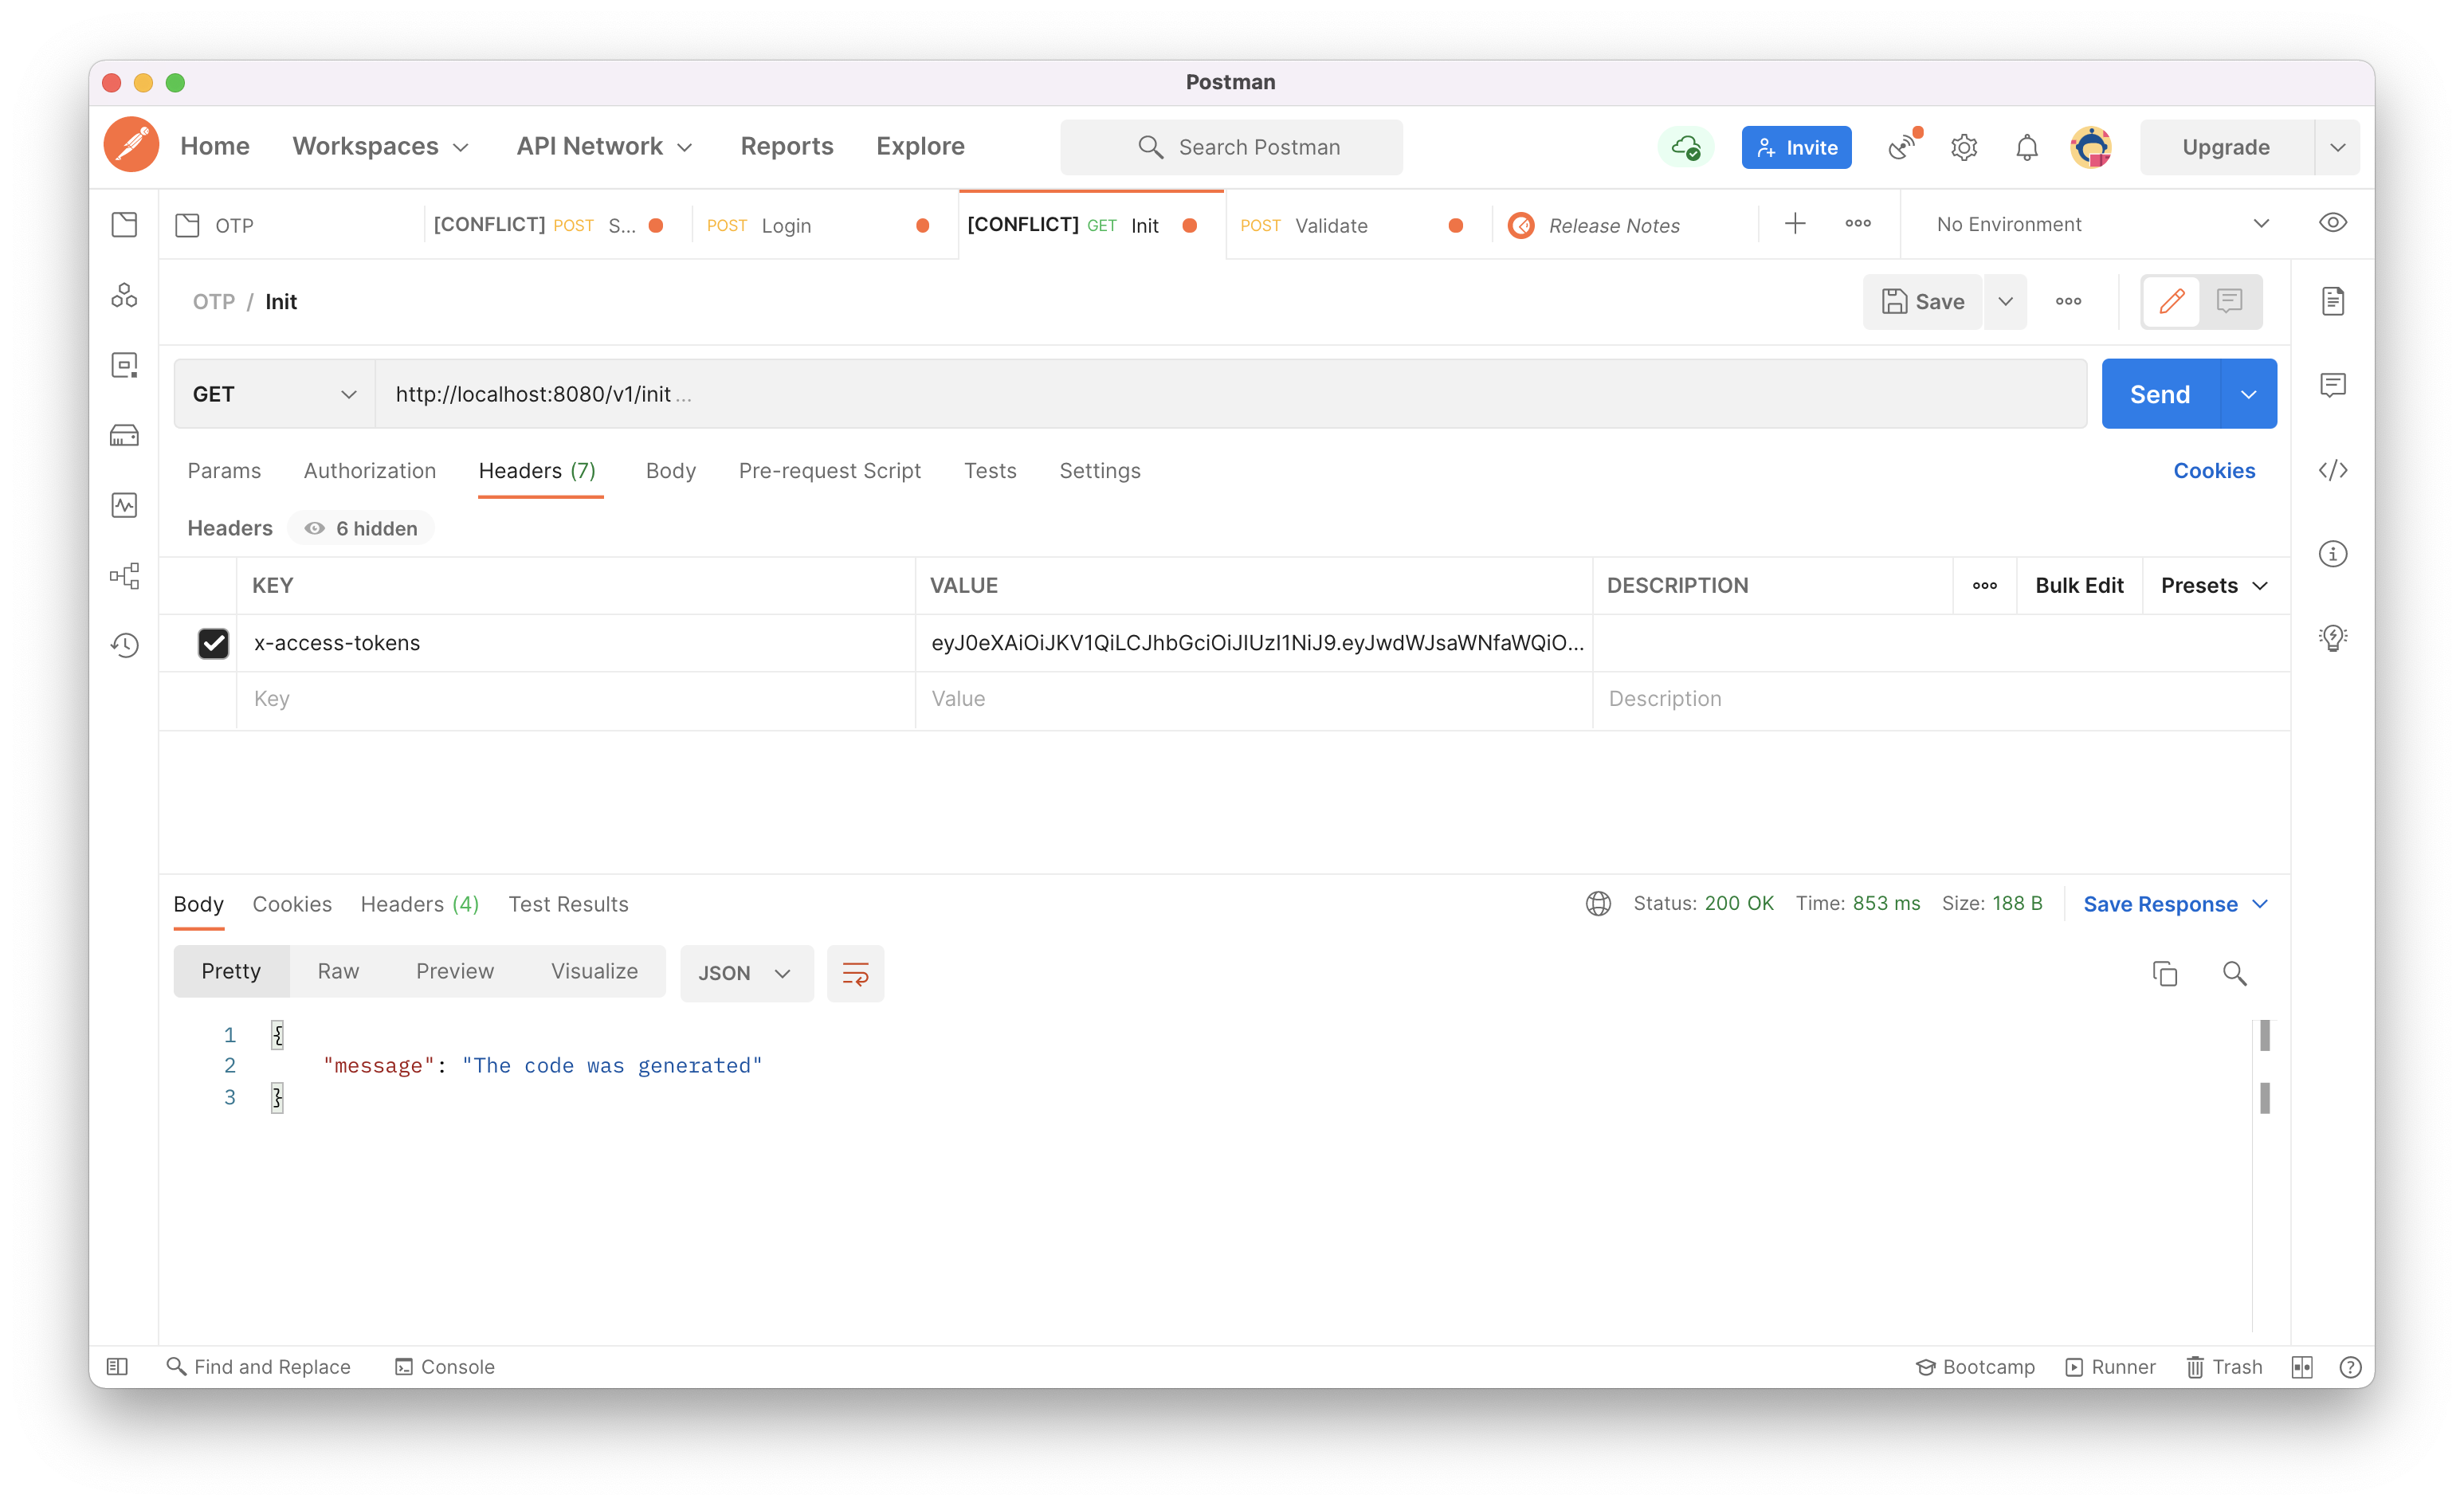 Postman
Home Workspaces API Network Reports Explore Search Postman Invite Upgrade
OTP [CONFLICT] POST S... POST Login [CONFLICT] GET Init POST Validate Release Notes No Environment
OTP / Init Save
GET http://localhost:8080/v1/init ... Send
Params Authorization Headers (7) Body Pre-request Script Tests Settings Cookies
Headers 6 hidden
KEY VALUE DESCRIPTION Bulk Edit Presets
x-access-tokens eyJ0eXAiOiJKV1QiLCJhbGciOiJIUzI1NiJ9.eyJwdWJsaWNfaWQiO...
Key Value Description
Body Cookies Headers (4) Test Results Status: 200 OK Time: 853 ms Size: 188 B Save Response
Pretty Raw Preview Visualize JSON
1 {
2 "message": "The code was generated"
3 }
Find and Replace Console Bootcamp Runner Trash